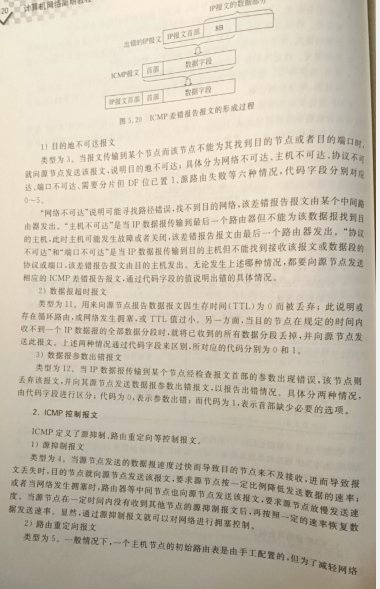 20
计算机网络简明教程
IP报文的数据部分
出错的IP报文
IP报文首部
8B
ICMP报文
首部
数据字段
IP报文首部
首部
数据字段
图 5.20 ICMP 差错报告报文的形成过程
1) 目的地不可达报文
类型为 3。当报文传输到某个节点而该节点不能为其找到目的节点或者目的端口时,
就向源节点发送该报文,说明目的地不可达;具体分为网络不可达、主机不可达、协议不可
达、端口不可达、需要分片但 DF 位已置 1、源路由失败等六种情况,代码字段分别对应
0~5。
“网络不可达”说明可能寻找路径错误,找不到目的网络,该差错报告报文由某个中间路
由器发出。“主机不可达”是当 IP 数据报传输到最后一个路由器但不能为该数据报找到目
的主机,此时主机可能发生故障或者关闭,该差错报告报文由最后一个路由器发出。“协议
不可达”和“端口不可达”是当 IP 数据报传输到目的主机但不能找到接收该报文或数据段的
协议或端口,该差错报告报文由目的主机发出。无论发生上述哪种情况,都要向源节点发送
相应的 ICMP 差错报告报文,通过代码字段的值说明出错的具体情况。
2) 数据报超时报文
类型为 11。用来向源节点报告数据报文因生存时间(TTL)为 0 而被丢弃;此说明或
存在循环路由,或网络发生拥塞,或 TTL 值过小。另一方面,当目的节点在规定的时间内
收不到一个 IP 数据报的全部数据分段时,就将已收到的所有数据分段丢掉,并向源节点发
送此报文。上述两种情况通过代码字段来区别,所对应的代码分别为 0 和 1。
3) 数据报参数出错报文
类型为 12。当 IP 数据报传输到某个节点经检查报文首部的参数出现错误,该节点则
丢弃该报文,并向其源节点发送数据报参数出错报文,以报告出错情况。具体分两种情况,
由代码字段进行区分:代码为 0,表示参数出错;而代码为 1,表示首部缺少必要的选项。
2. ICMP 控制报文
ICMP 定义了源抑制、路由重定向等控制报文。
1) 源抑制报文
类型为 4。当源节点发送的数据报速度过快而导致目的节点来不及接收,进而导致报
文丢失时,目的节点就向源节点发送该报文,要求源节点按一定比例降低发送数据的速率;
或者当网络发生拥塞时,路由器等中间节点也向源节点发送该报文,要求源节点放慢发送速
度。当源节点在一定时间内没有收到其他节点的源抑制报文后,再按照一定的速率恢复数
据发送速率。显然,通过源抑制报文就可以对网络进行拥塞控制。
2) 路由重定向报文
类型为 5。一般情况下,一个主机节点的初始路由表是由手工配置的,但为了减轻网络